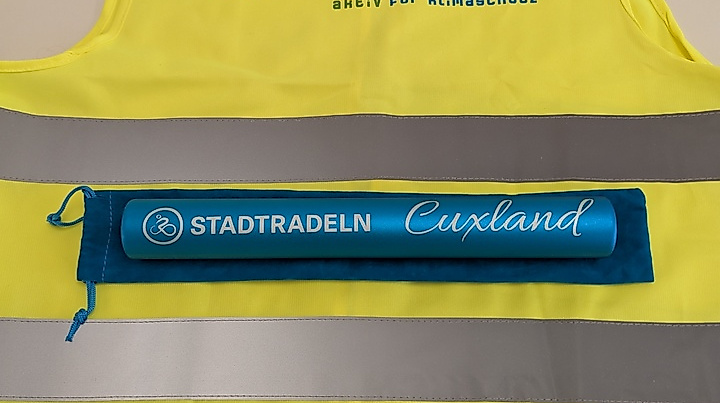 aktiv für Klimaschutz
STADTRADELN Cuxland